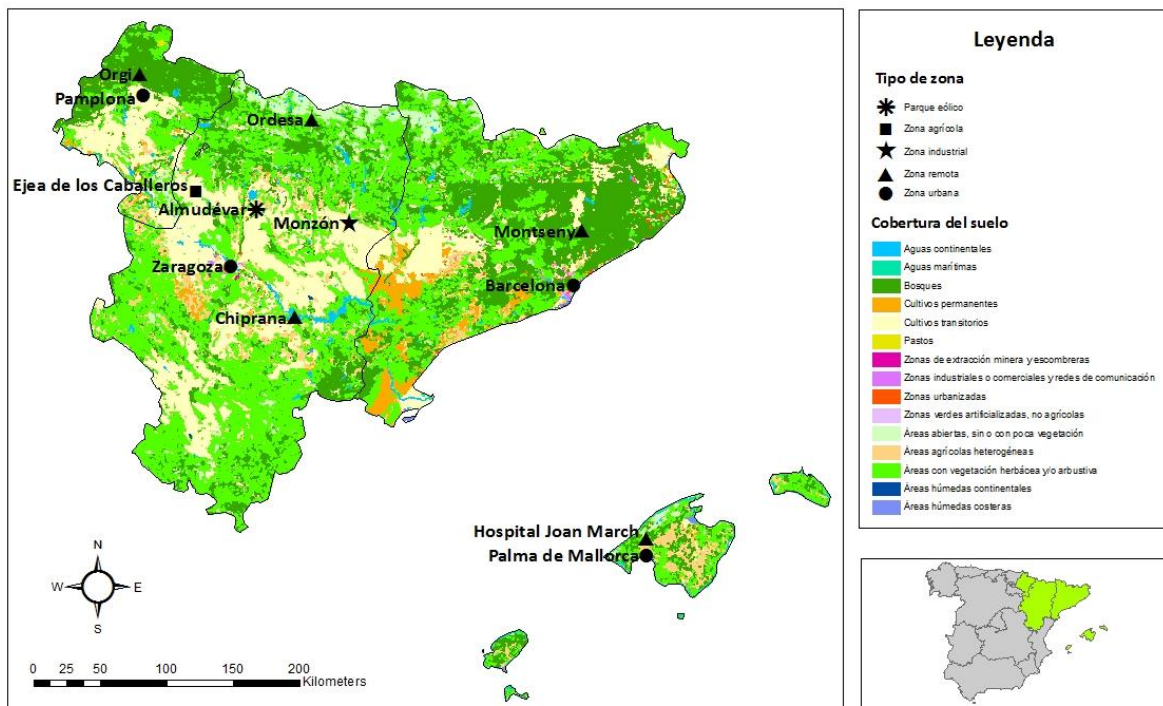 Orgi
Pamplona
Ordesa
Ejea de los Caballeros
Almudévar
Monzón
Montseny
Zaragoza
Barcelona
Chiprana
Hospital Joan March
Palma de Mallorca
N
W E
S
0 25 50 100 150 200
Kilometers
Leyenda
Tipo de zona
Parque eólico
Zona agrícola
Zona industrial
Zona remota
Zona urbana
Cobertura del suelo
Aguas continentales
Aguas marítimas
Bosques
Cultivos permanentes
Cultivos transitorios
Pastos
Zonas de extracción minera y escombreras
Zonas industriales o comerciales y redes de comunicación
Zonas urbanizadas
Zonas verdes artificializadas, no agrícolas
Áreas abiertas, sin o con poca vegetación
Áreas agrícolas heterogéneas
Áreas con vegetación herbácea y/o arbustiva
Áreas húmedas continentales
Áreas húmedas costeras